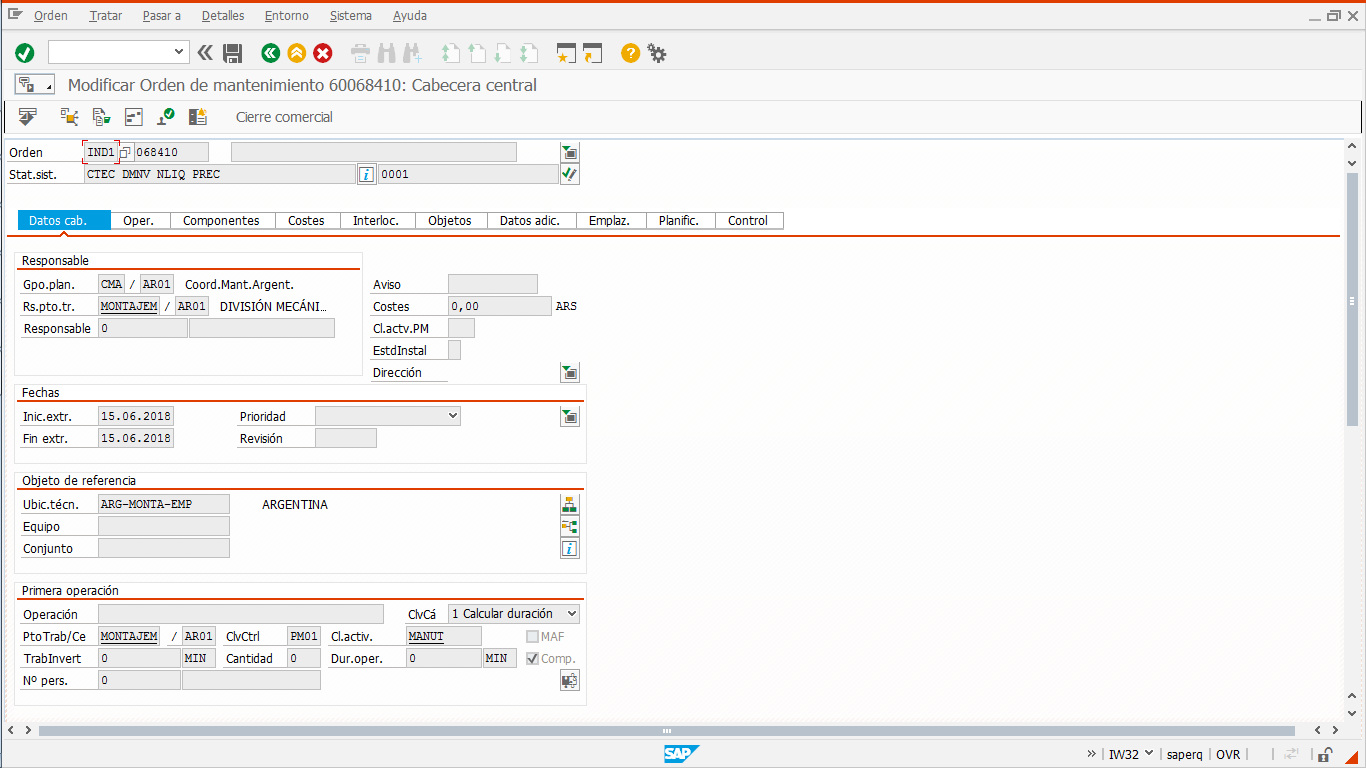 Orden Tratar Pasar a Detalles Entorno Sistema Ayuda
Modificar Orden de mantenimiento 60068410: Cabecera central
Cierre comercial
Orden IND1 068410
Stat.sist. CTEC DMNV NLIQ PREC 0001
Datos cab. Oper. Componentes Costes Interloc. Objetos Datos adic. Emplaz. Planific. Control
Responsable
Gpo.plan. CMA / AR01 Coord.Mant.Argent.
Rs.pto.tr. MONTAJEM / AR01 DIVISIÓN MECÁNI...
Responsable 0
Aviso
Costes 0,00 ARS
Cl.actv.PM
EstdInstal
Dirección
Fechas
Inic.extr. 15.06.2018 Prioridad
Fin extr. 15.06.2018 Revisión
Objeto de referencia
Ubic.técn. ARG-MONTA-EMP ARGENTINA
Equipo
Conjunto
Primera operación
Operación ClvCá 1 Calcular duración
PtoTrab/Ce MONTAJEM / AR01 ClvCtrl PM01 Cl.activ. MANUT MAF
TrabInvert 0 MIN Cantidad 0 Dur.oper. 0 MIN Comp.
Nº pers. 0
SAP
IW32 saperq OVR